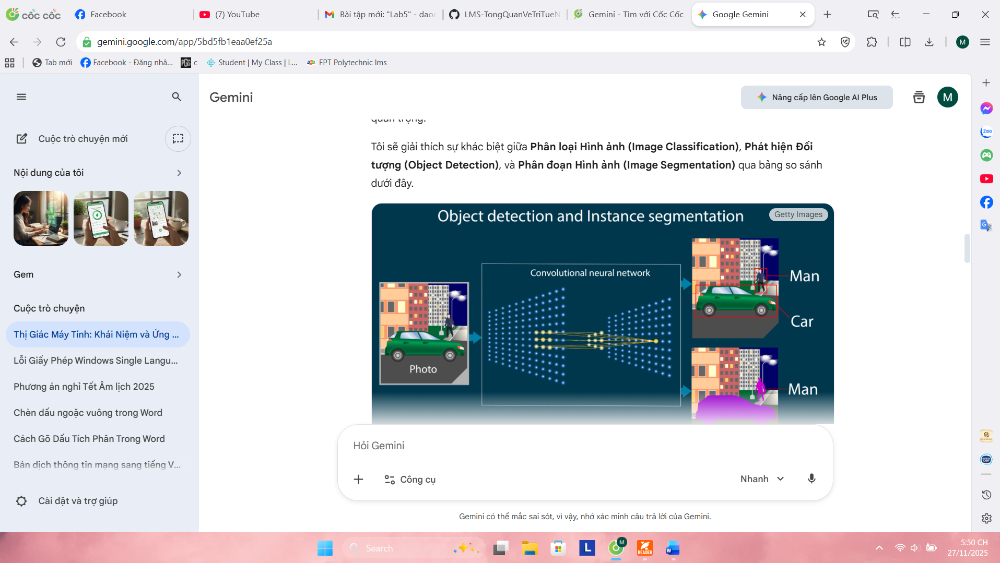 cốc cốc
Facebook
(7) YouTube
Bài tập mới: "Lab5" - daoc
LMS-TongQuanVeTriTueN
Gemini - Tìm với Cốc Cốc
Google Gemini
gemini.google.com/app/5bd5fb1eaa0ef25a
M
Tab mới
Facebook - Đăng nhậ...
PGG
c
Student | My Class | L...
FPT Polytechnic lms
Gemini
Nâng cấp lên Google AI Plus
M
Cuộc trò chuyện mới
Nội dung của tôi
Gem
Cuộc trò chuyện
Thị Giác Máy Tính: Khái Niệm và Ứng ...
Lỗi Giấy Phép Windows Single Langu...
Phương án nghỉ Tết Âm lịch 2025
Chèn dấu ngoặc vuông trong Word
Cách Gõ Dấu Tích Phân Trong Word
Bản dịch thông tin mạng sang tiếng V...
Cài đặt và trợ giúp
quan trọng.
Tôi sẽ giải thích sự khác biệt giữa Phân loại Hình ảnh (Image Classification), Phát hiện Đối
tượng (Object Detection), và Phân đoạn Hình ảnh (Image Segmentation) qua bảng so sánh
dưới đây.
Object detection and Instance segmentation
Getty Images
Convolutional neural network
Photo
Man
Car
Man
Hỏi Gemini
Công cụ
Nhanh
Gemini có thể mắc sai sót, vì vậy, nhớ xác minh câu trả lời của Gemini.
Zalo
Search
L
M
READER
W
5:50 CH
27/11/2025